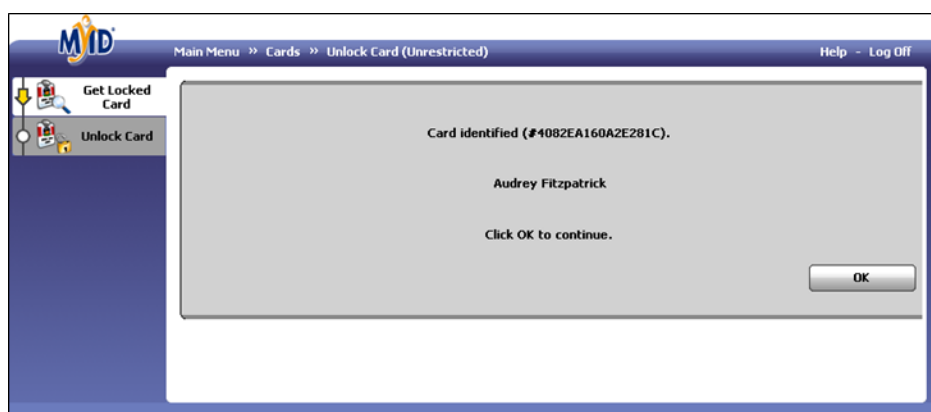 MyID
Main Menu » Cards » Unlock Card (Unrestricted)
Help - Log Off
Get Locked
Card
Unlock Card
Card identified (#4082EA160A2E281C).
Audrey Fitzpatrick
Click OK to continue.
OK